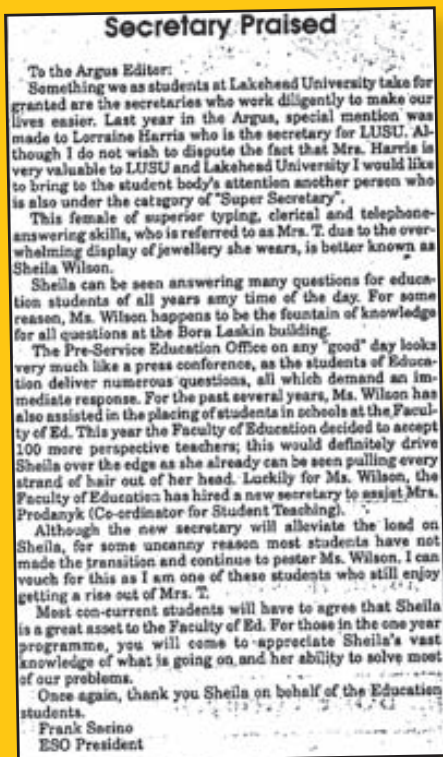 Secretary Praised
To the Argus Editor:
Something we as students at Lakehead University take for
granted are the secretaries who work diligently to make our
lives easier. Last year in the Argus, special mention was
made to Lorraine Harris who is the secretary for LUSU. Al-
though I do not wish to dispute the fact that Mrs. Harris is
very valuable to LUSU and Lakehead University I would like
to bring to the student body's attention another person who
is also under the category of "Super Secretary".
This female of superior typing, clerical and telephone-
answering skills, who is referred to as Mrs. T. due to the over-
whelming display of jewellery she wears, is better known as
Sheila Wilson.
Sheila can be seen answering many questions for educa-
tion students of all years amy time of the day. For some
reason, Ms. Wilson happens to be the fountain of knowledge
for all questions at the Bora Laskin building.
The Pre-Service Education Office on any "good" day looks
very much like a press conference, as the students of Educa-
tion deliver numerous questions, all which demand an im-
mediate response. For the past several years, Ms. Wilson has
also assisted in the placing of students in schools at the Facul-
ty of Ed. This year the Faculty of Education decided to accept
100 more perspective teachers; this would definitely drive
Sheila over the edge as she already can be seen pulling every
strand of hair out of her head. Luckily for Ms. Wilson, the
Faculty of Education has hired a new secretary to assist Mrs.
Prodanyk (Co-ordinator for Student Teaching).
Although the new secretary will alleviate the load on
Sheila, for some uncanny reason most students have not
made the transition and continue to pester Ms. Wilson. I can
vouch for this as I am one of these students who still enjoy
getting a rise out of Mrs. T.
Most con-current students will have to agree that Sheila
is a great asset to the Faculty of Ed. For those in the one year
programme, you will come to appreciate Sheila's vast
knowledge of what is going on and her ability to solve most
of our problems.
Once again, thank you Sheila on behalf of the Education
students.
Frank Sacino
ESO President